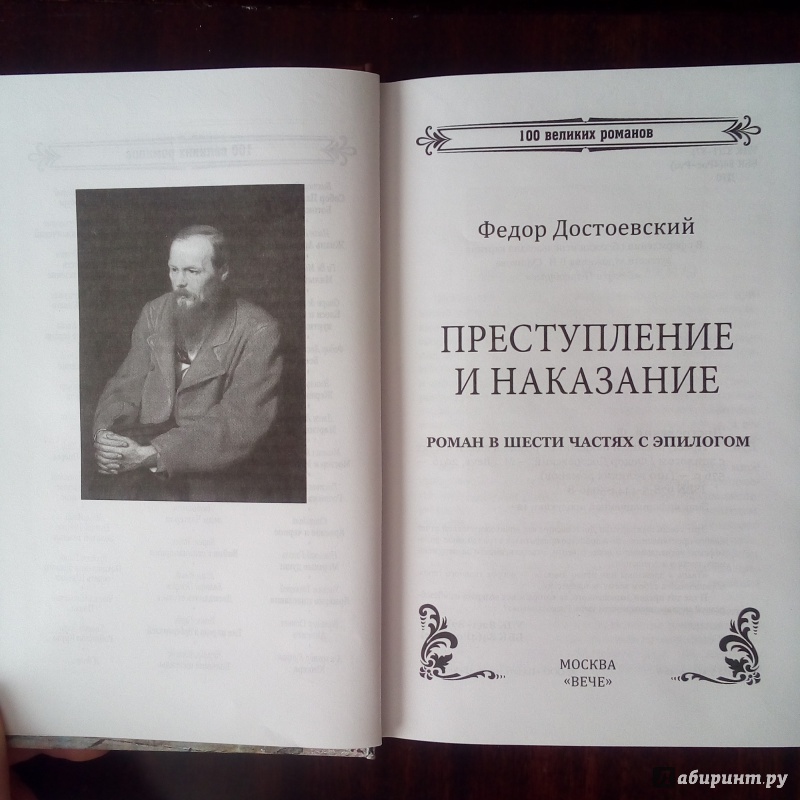 100 великих романов
Федор Достоевский
ПРЕСТУПЛЕНИЕ
И НАКАЗАНИЕ
РОМАН В ШЕСТИ ЧАСТЯХ С ЭПИЛОГОМ
МОСКВА
«ВЕЧЕ»
абиринт.ру